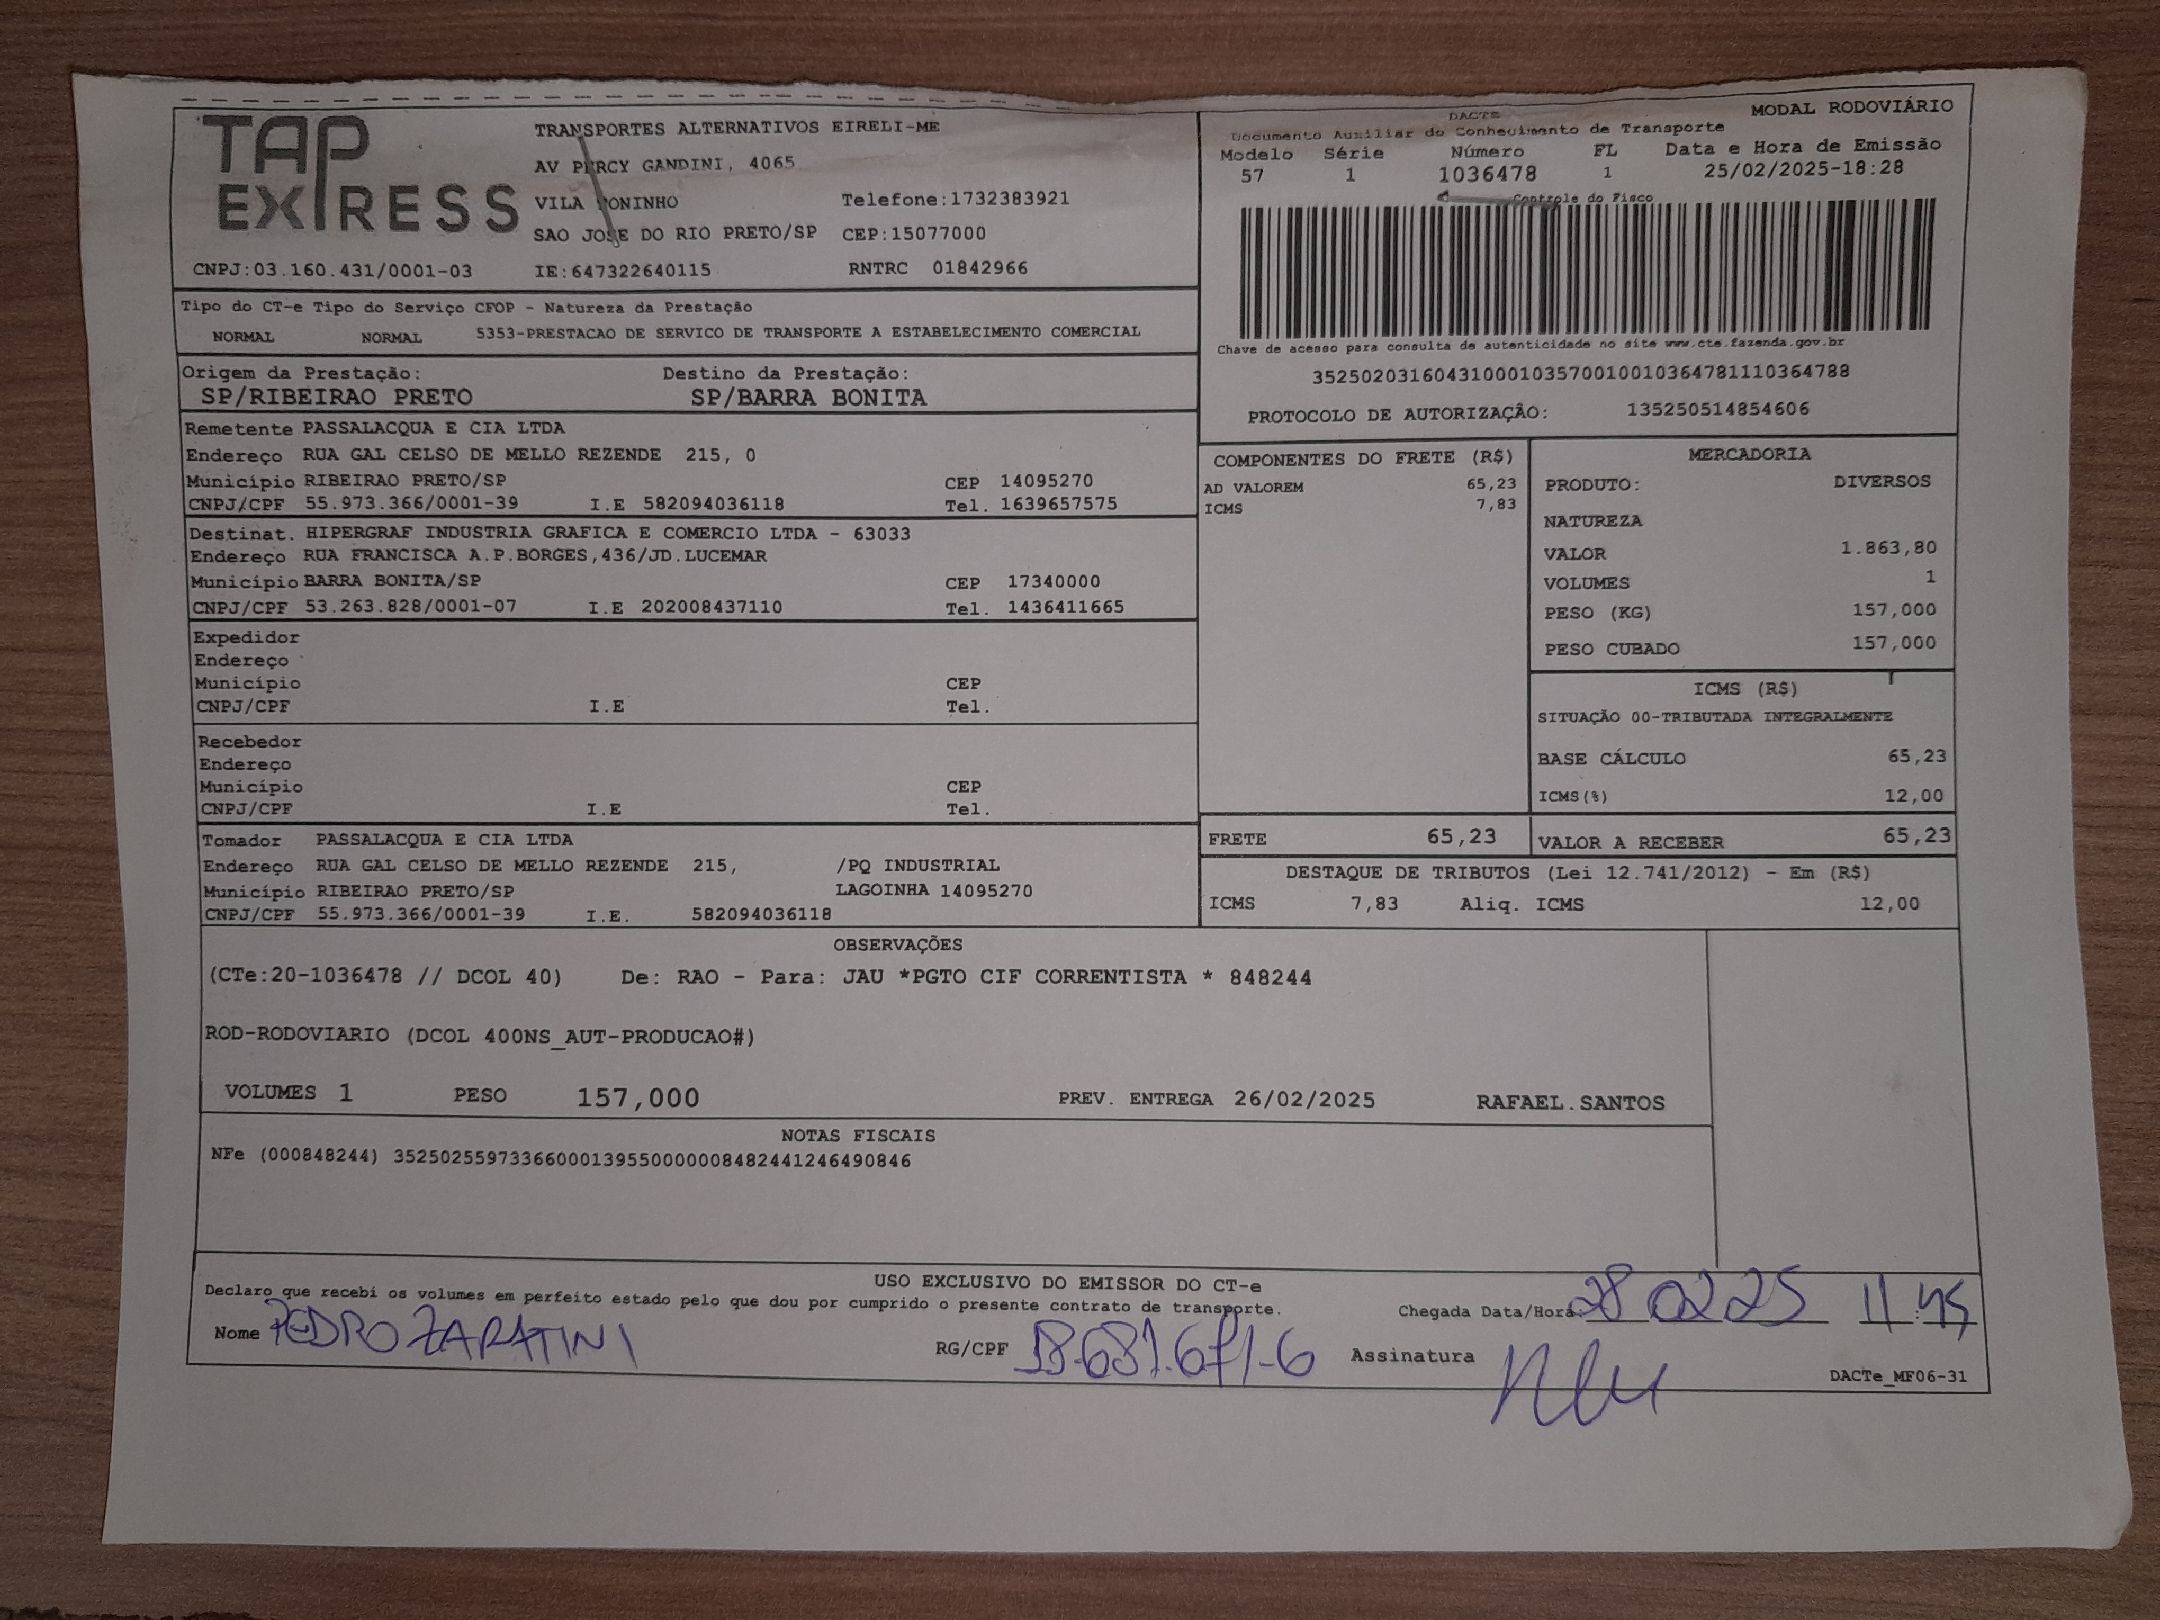 TAP EXPRESS
TRANSPORTES ALTERNATIVOS EIRELI-ME
AV PERCY GANDINI, 4065
VILA TONINHO Telefone:1732383921
SAO JOSE DO RIO PRETO/SP CEP:15077000
CNPJ:03.160.431/0001-03 IE:647322640115 RNTRC 01842966
DACTE MODAL RODOVIÁRIO
Documento Auxiliar do Conhecimento de Transporte
Modelo Série Número FL Data e Hora de Emissão
57 1 1036478 1 25/02/2025-18:28
Controle do Fisco
Chave de acesso para consulta de autenticidade no site www.cte.fazenda.gov.br
35250203160431000103570010010364781110364788
PROTOCOLO DE AUTORIZAÇÃO: 135250514854606
Tipo do CT-e Tipo do Serviço CFOP - Natureza da Prestação
NORMAL NORMAL 5353-PRESTACAO DE SERVICO DE TRANSPORTE A ESTABELECIMENTO COMERCIAL
Origem da Prestação: Destino da Prestação:
SP/RIBEIRAO PRETO SP/BARRA BONITA
Remetente PASSALACQUA E CIA LTDA
Endereço RUA GAL CELSO DE MELLO REZENDE 215, 0
Município RIBEIRAO PRETO/SP CEP 14095270
CNPJ/CPF 55.973.366/0001-39 I.E 582094036118 Tel. 1639657575
Destinat. HIPERGRAF INDUSTRIA GRAFICA E COMERCIO LTDA - 63033
Endereço RUA FRANCISCA A.P.BORGES,436/JD.LUCEMAR
Município BARRA BONITA/SP CEP 17340000
CNPJ/CPF 53.263.828/0001-07 I.E 202008437110 Tel. 1436411665
Expedidor
Endereço
Município CEP
CNPJ/CPF I.E Tel.
Recebedor
Endereço
Município CEP
CNPJ/CPF I.E Tel.
Tomador PASSALACQUA E CIA LTDA
Endereço RUA GAL CELSO DE MELLO REZENDE 215, /PQ INDUSTRIAL
Município RIBEIRAO PRETO/SP LAGOINHA 14095270
CNPJ/CPF 55.973.366/0001-39 I.E. 582094036118
COMPONENTES DO FRETE (R$)
AD VALOREM 65,23
ICMS 7,83
MERCADORIA
PRODUTO: DIVERSOS
NATUREZA
VALOR 1.863,80
VOLUMES 1
PESO (KG) 157,000
PESO CUBADO 157,000
ICMS (R$)
SITUAÇÃO 00-TRIBUTADA INTEGRALMENTE
BASE CÁLCULO 65,23
ICMS(%) 12,00
FRETE 65,23 VALOR A RECEBER 65,23
DESTAQUE DE TRIBUTOS (Lei 12.741/2012) - Em (R$)
ICMS 7,83 Aliq. ICMS 12,00
OBSERVAÇÕES
(CTe:20-1036478 // DCOL 40) De: RAO - Para: JAU *PGTO CIF CORRENTISTA * 848244
ROD-RODOVIARIO (DCOL 400NS_AUT-PRODUCAO#)
VOLUMES 1 PESO 157,000 PREV. ENTREGA 26/02/2025 RAFAEL.SANTOS
NOTAS FISCAIS
NFe (000848244) 35250255973366000139550000008482441246490846
USO EXCLUSIVO DO EMISSOR DO CT-e
Declaro que recebi os volumes em perfeito estado pelo que dou por cumprido o presente contrato de transporte.
Chegada Data/Hora: 28 02 25 11:45
Nome PEDRO ZARATINI RG/CPF 18.681.671-6 Assinatura
DACTe_MF06-31